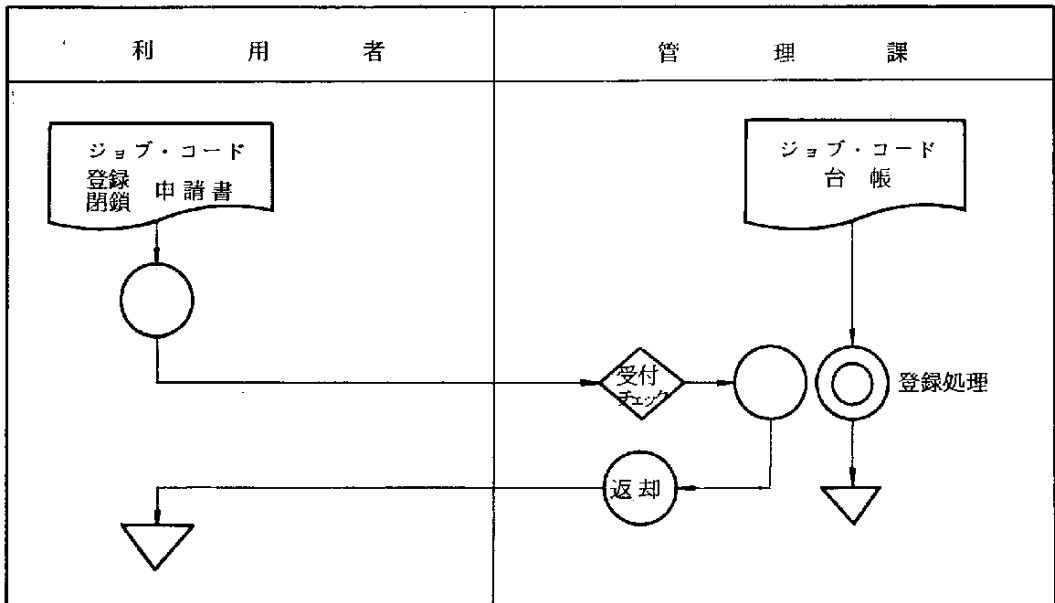 利用者
管理課
ジョブ・コード
登録
閉鎖
申請書
ジョブ・コード
台帳
受付
チェック
登録処理
返却